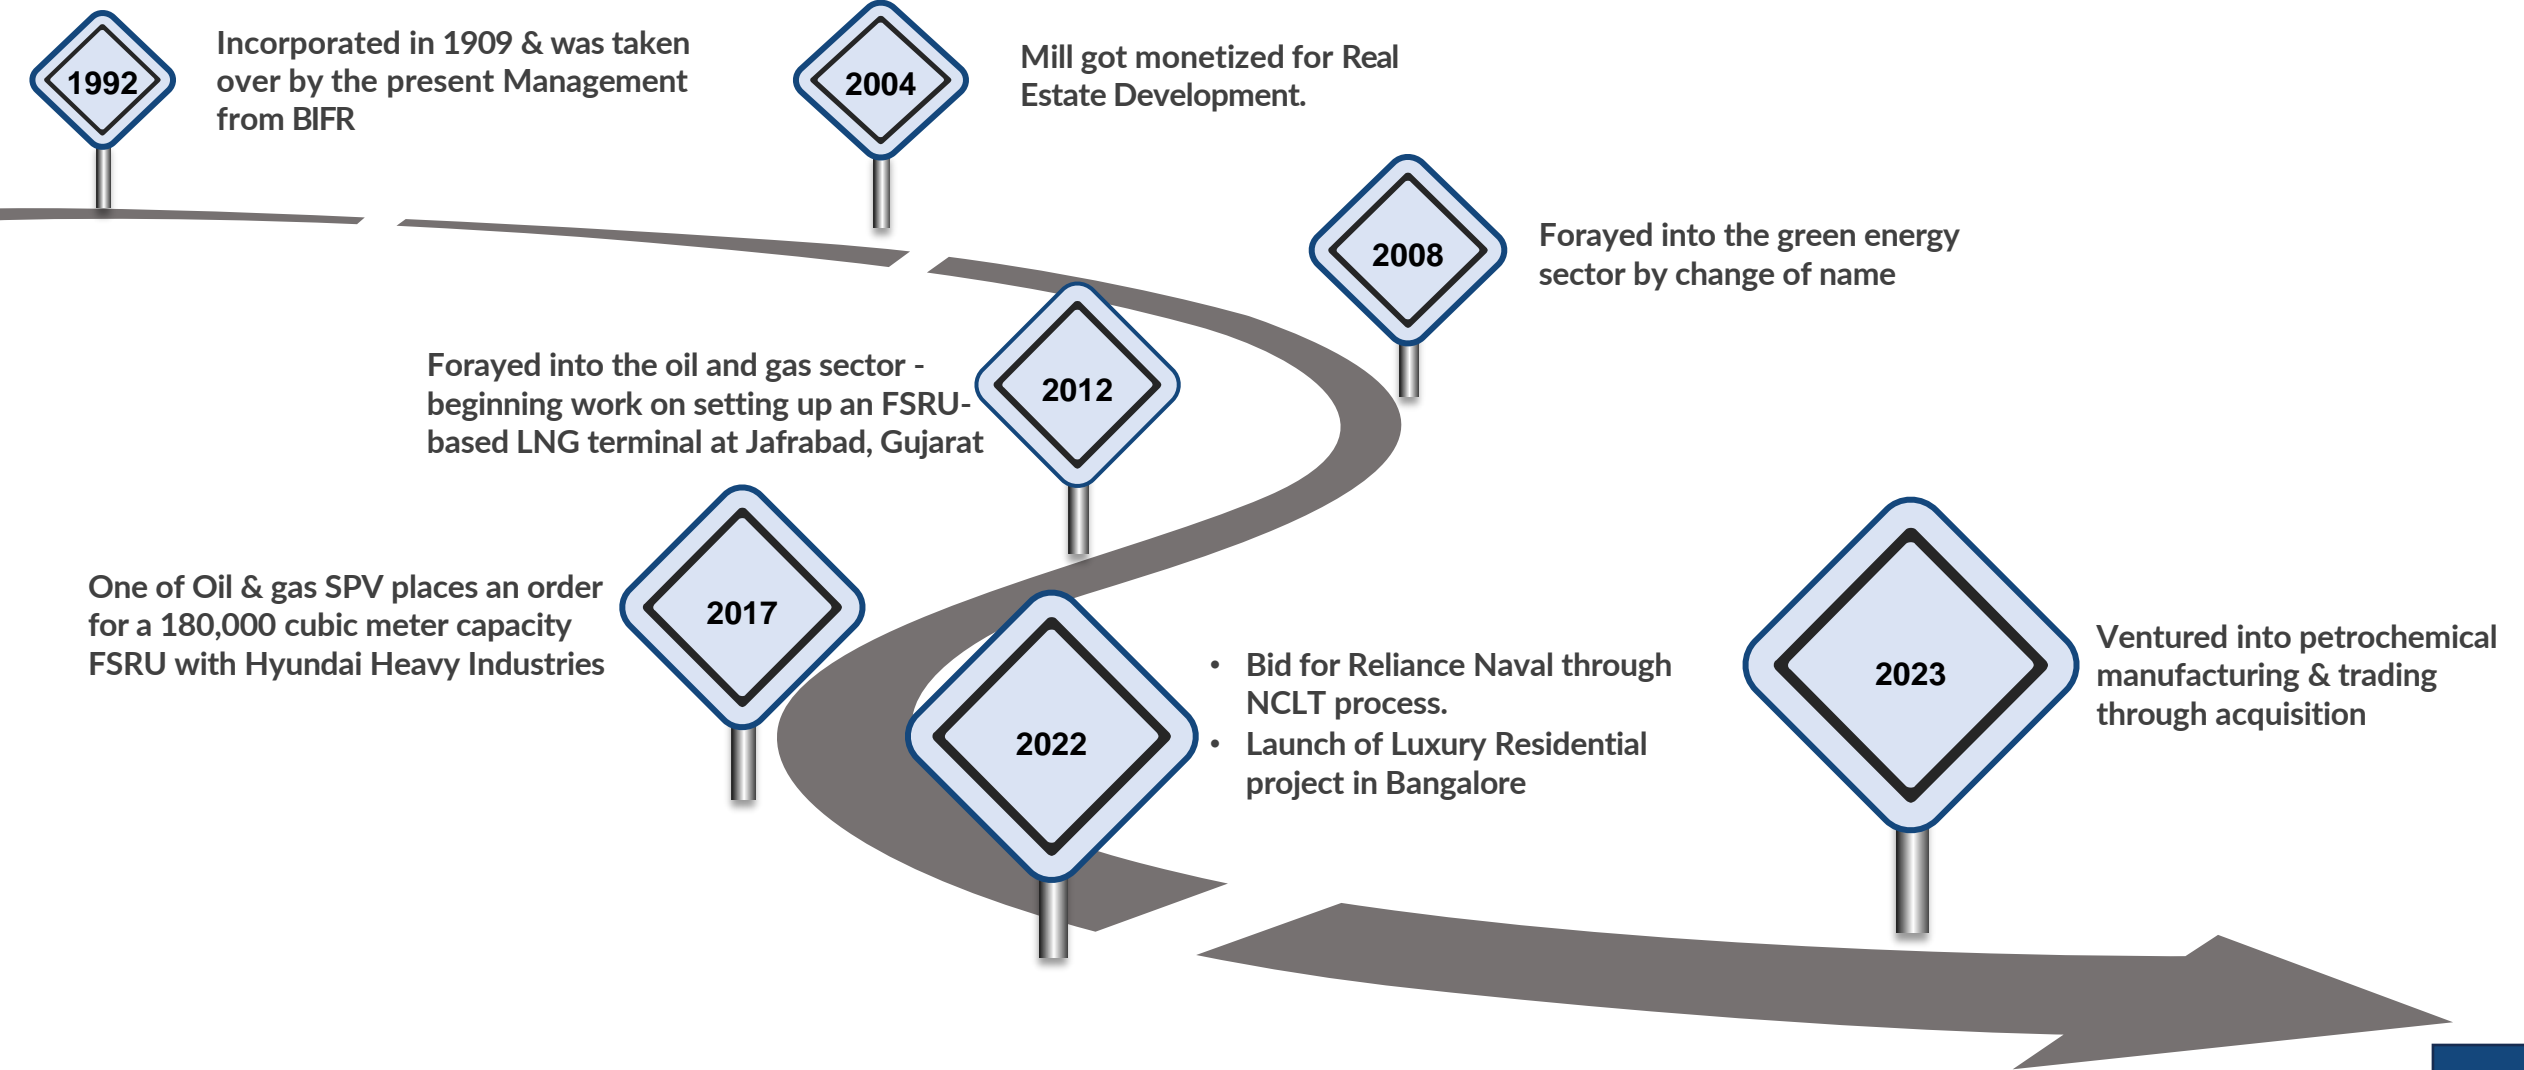 1992
Incorporated in 1909 & was taken
over by the present Management
from BIFR
2004
Mill got monetized for Real
Estate Development.
2008
Forayed into the green energy
sector by change of name
Forayed into the oil and gas sector -
beginning work on setting up an FSRU-
based LNG terminal at Jafrabad, Gujarat
2012
One of Oil & gas SPV places an order
for a 180,000 cubic meter capacity
FSRU with Hyundai Heavy Industries
2017
2022
• Bid for Reliance Naval through
NCLT process.
• Launch of Luxury Residential
project in Bangalore
2023
Ventured into petrochemical
manufacturing & trading
through acquisition